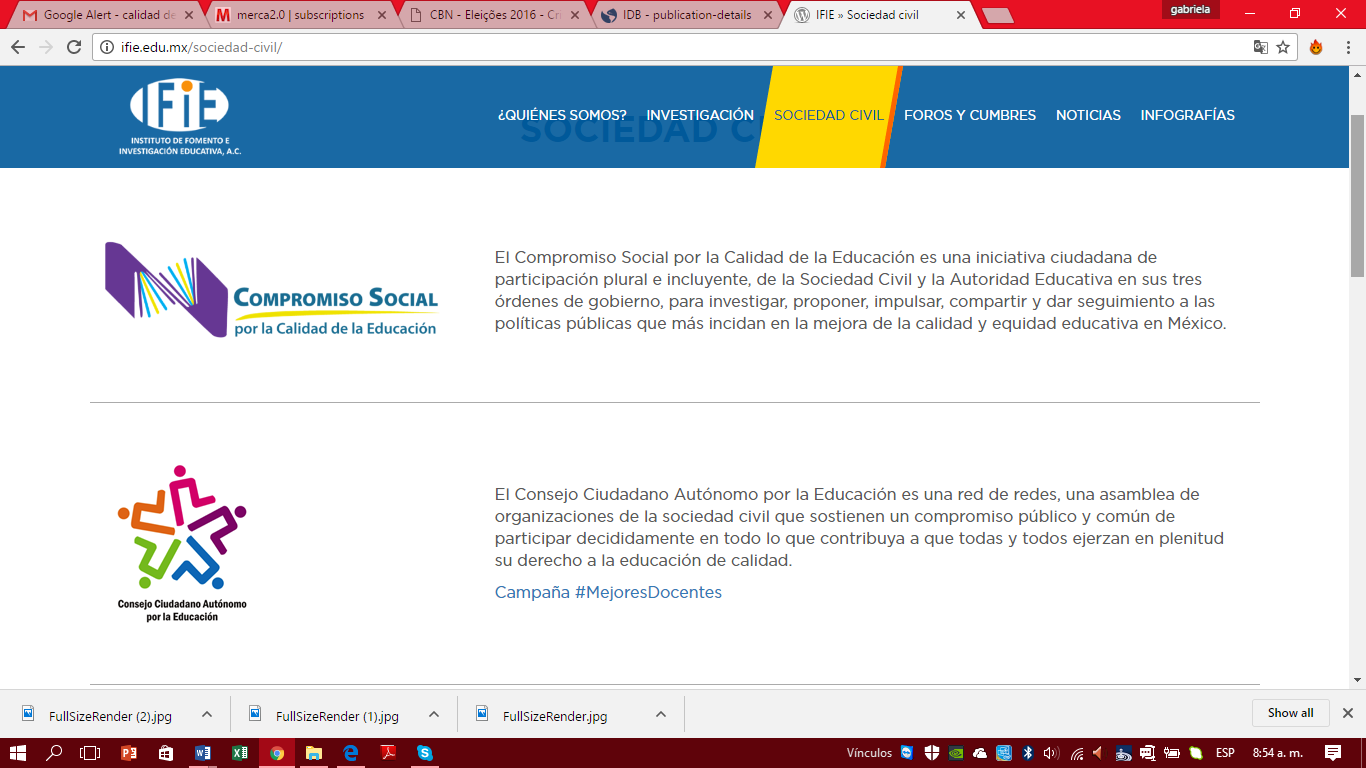 Google Alert - calidad de
merca2.0 | subscriptions
CBN - Eleições 2016 - Cri
IDB - publication-details
IFIE » Sociedad civil
gabriela
ifie.edu.mx/sociedad-civil/
IFIE
INSTITUTO DE FOMENTO E
INVESTIGACIÓN EDUCATIVA, A.C.
¿QUIÉNES SOMOS?
INVESTIGACIÓN
SOCIEDAD CIVIL
FOROS Y CUMBRES
NOTICIAS
INFOGRAFÍAS
SOCIEDAD C
COMPROMISO SOCIAL
por la Calidad de la Educación
El Compromiso Social por la Calidad de la Educación es una iniciativa ciudadana de
participación plural e incluyente, de la Sociedad Civil y la Autoridad Educativa en sus tres
órdenes de gobierno, para investigar, proponer, impulsar, compartir y dar seguimiento a las
políticas públicas que más incidan en la mejora de la calidad y equidad educativa en México.
Consejo Ciudadano Autónomo
por la Educación
El Consejo Ciudadano Autónomo por la Educación es una red de redes, una asamblea de
organizaciones de la sociedad civil que sostienen un compromiso público y común de
participar decididamente en todo lo que contribuya a que todas y todos ejerzan en plenitud
su derecho a la educación de calidad.
Campaña #MejoresDocentes
FullSizeRender (2).jpg
FullSizeRender (1).jpg
FullSizeRender.jpg
Show all
Vínculos
ESP
8:54 a. m.